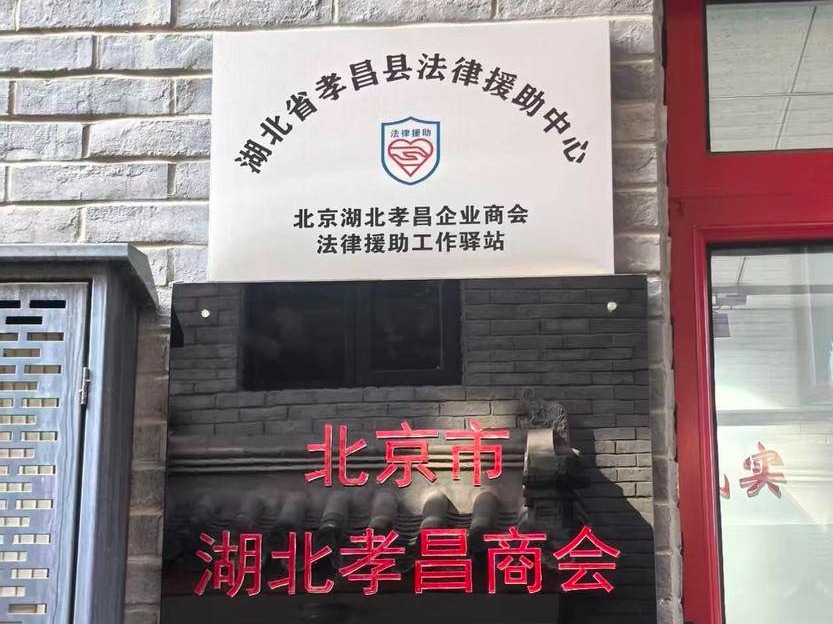 湖北省孝昌县法律援助中心
法律援助
北京湖北孝昌企业商会
法律援助工作驿站
北京市
湖北孝昌商会
实